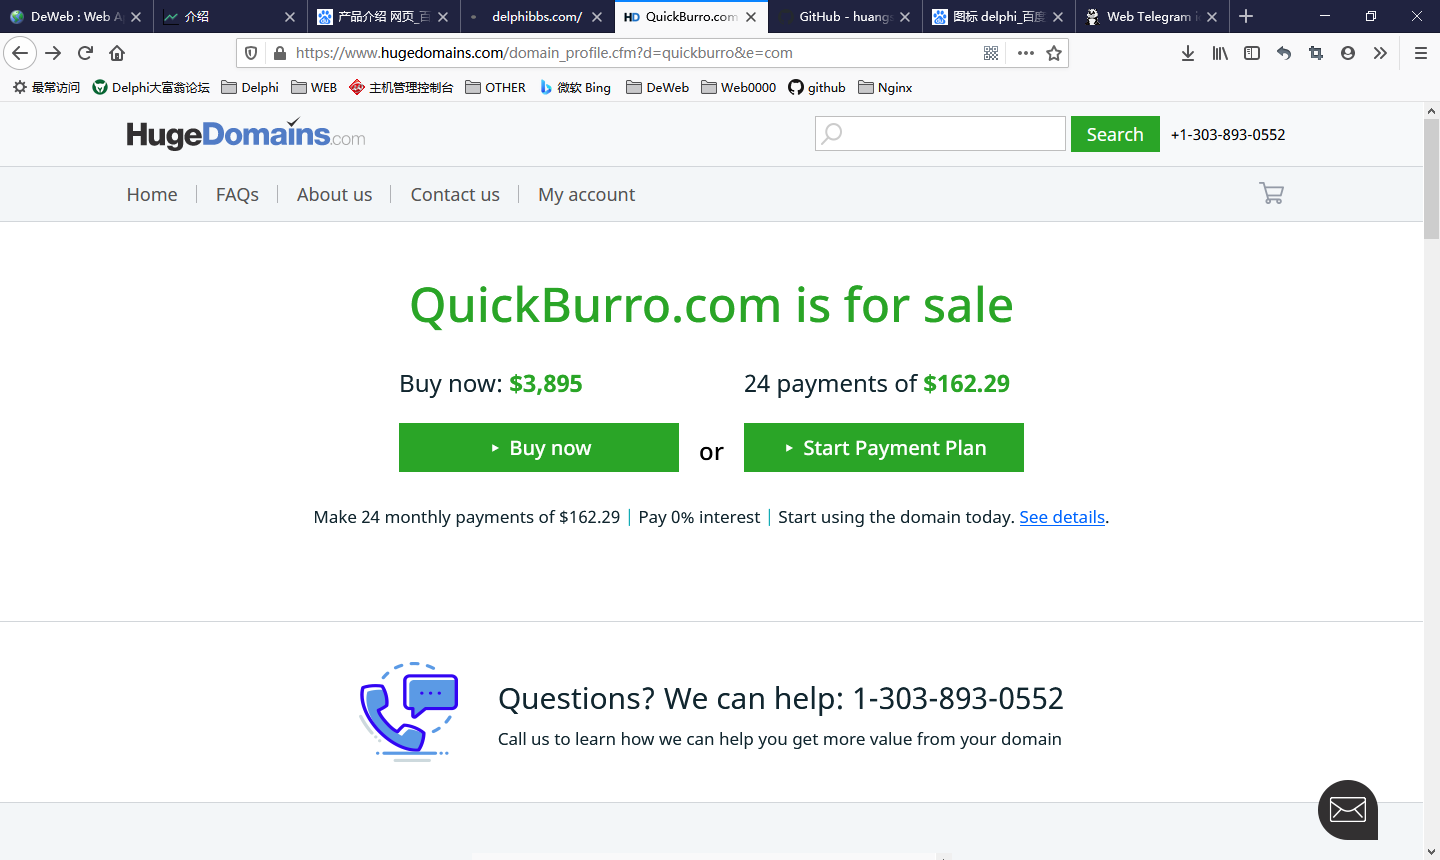 DeWeb : Web A
介绍
产品介绍 网页_百
delphibbs.com/
HD QuickBurro.com
GitHub - huang
图标 delphi_百度
Web Telegram
https://www.hugedomains.com/domain_profile.cfm?d=quickburro&e=com
最常访问 Delphi大富翁论坛 Delphi WEB 主机管理控制台 OTHER 微软 Bing DeWeb Web0000 github Nginx
HugeDomains.com
Search +1-303-893-0552
Home FAQs About us Contact us My account
QuickBurro.com is for sale
Buy now: $3,895
24 payments of $162.29
Buy now
or
Start Payment Plan
Make 24 monthly payments of $162.29 | Pay 0% interest | Start using the domain today. See details.
Questions? We can help: 1-303-893-0552
Call us to learn how we can help you get more value from your domain